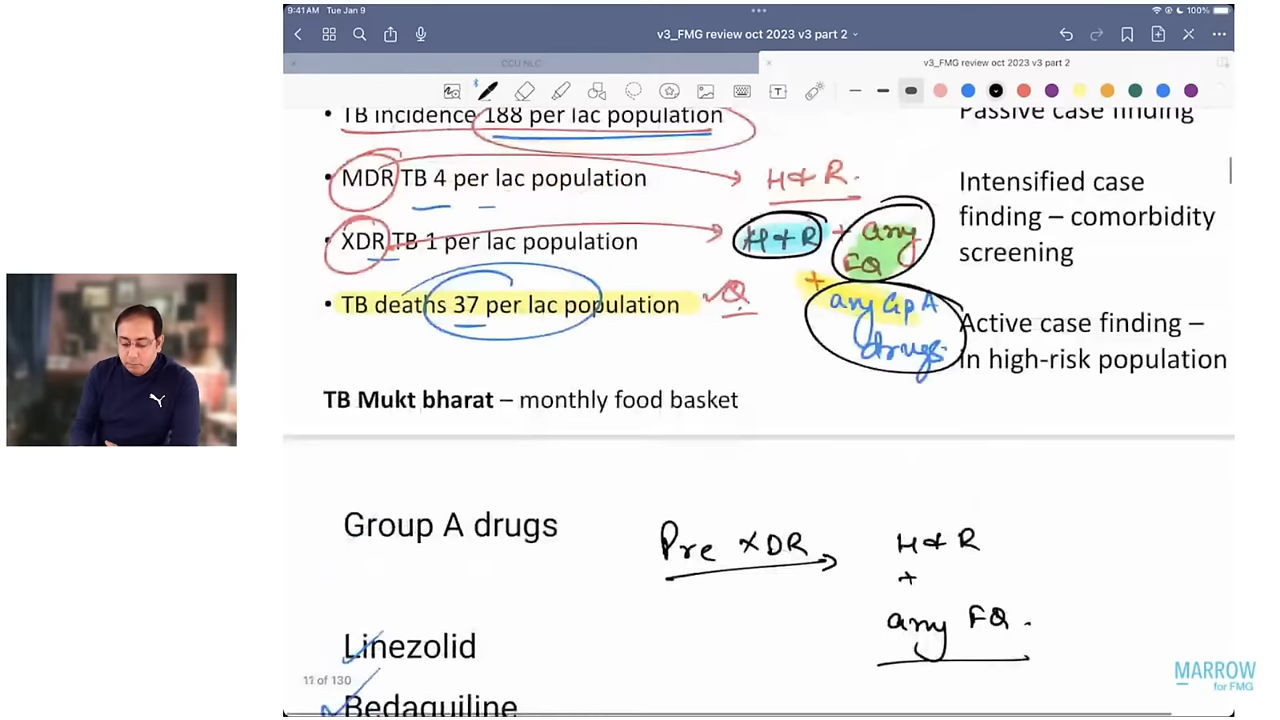 9:41 AM Tue Jan 9
100%
v3_FMG review oct 2023 v3 part 2
CCU NLC
v3_FMG review oct 2023 v3 part 2
• TB incidence 188 per lac population
Passive case finding
• MDR TB 4 per lac population
H & R.
Intensified case
finding – comorbidity
screening
• XDR TB 1 per lac population
H & R + any
FQ
+
any Gp A
drugs
• TB deaths 37 per lac population
Q
Active case finding –
in high-risk population
TB Mukt bharat – monthly food basket
Group A drugs
Pre XDR
H & R
+
any FQ.
Linezolid
11 of 130
Bedaquiline
MARROW
for FMG